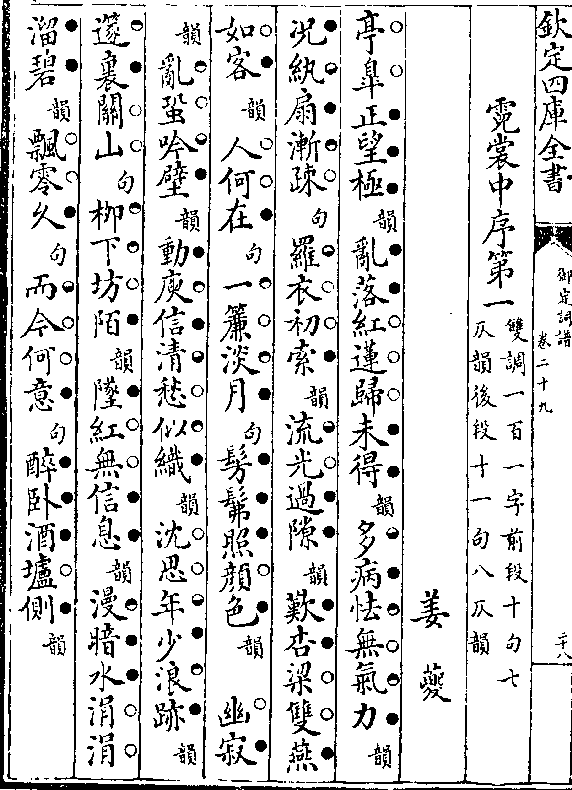 欽定四庫全書
御定詞譜
卷二十九
二十八
霓裳中序第一
雙調一百一字前段十句七
仄韻後段十一句八仄韻
姜夔
亭臯正望極韻亂落紅蓮歸未得韻多病怯無氣力韻
況紈扇漸疎句羅衣初索韻流光過隙韻歎杏梁雙燕
如客韻人何在句一簾淡月句髣髴照顏色韻幽寂
韻亂蛩吟壁韻動庾信清愁似織韻沈思年少浪跡韻
邃裏關山句柳下坊陌韻墜紅無信息韻漫暗水涓涓
溜碧韻飄零久句而今何意句醉臥酒壚側韻